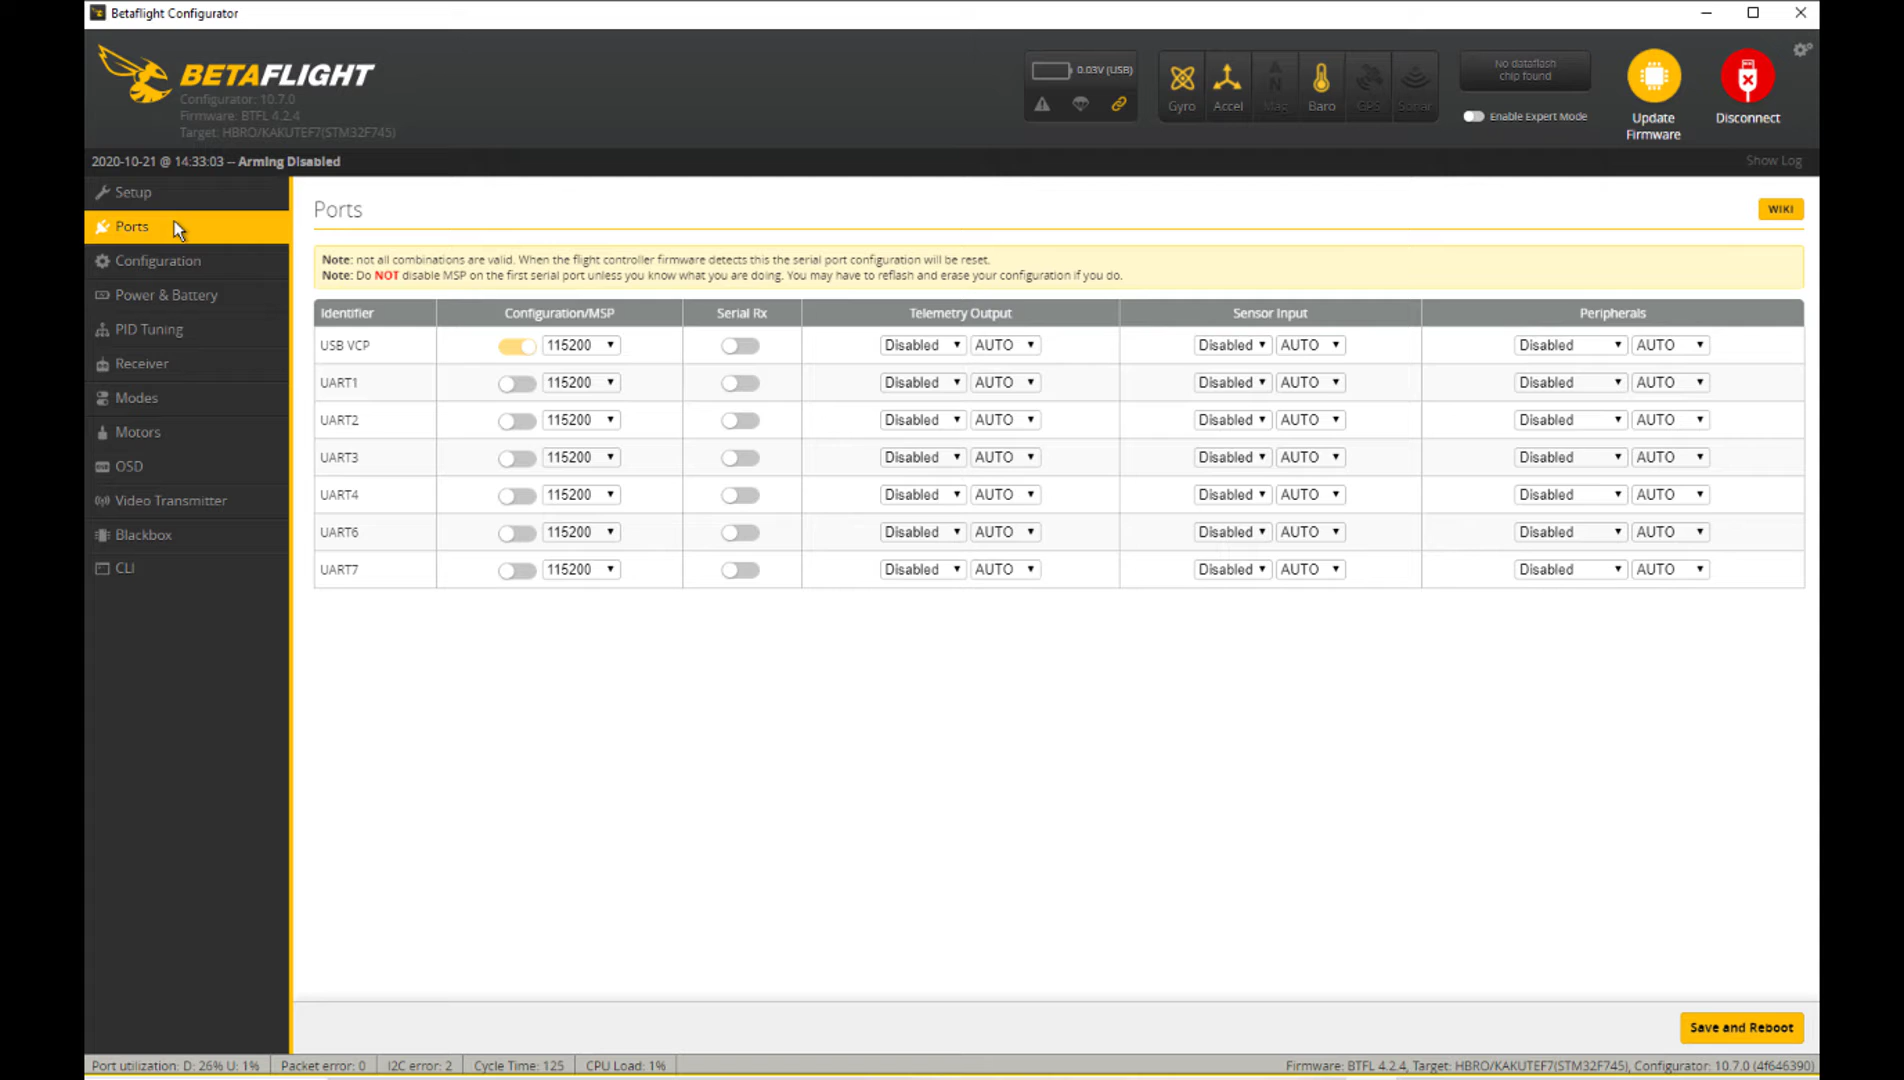 Betaflight Configurator
BETAFLIGHT
Configurator: 10.7.0
Firmware: BTFL 4.2.4
Target: HBRO/KAKUTEF7(STM32F745)
0.03V (USB)
Gyro Accel Mag Baro GPS Sonar
No dataflash
chip found
Enable Expert Mode
Update
Firmware
Disconnect
2020-10-21 @ 14:33:03 -- Arming Disabled
Show Log
Setup
Ports
Configuration
Power & Battery
PID Tuning
Receiver
Modes
Motors
OSD
Video Transmitter
Blackbox
CLI
Ports
WIKI
Note: not all combinations are valid. When the flight controller firmware detects this the serial port configuration will be reset.
Note: Do NOT disable MSP on the first serial port unless you know what you are doing. You may have to reflash and erase your configuration if you do.
Identifier Configuration/MSP Serial Rx Telemetry Output Sensor Input Peripherals
USB VCP 115200 Disabled AUTO Disabled AUTO Disabled AUTO
UART1 115200 Disabled AUTO Disabled AUTO Disabled AUTO
UART2 115200 Disabled AUTO Disabled AUTO Disabled AUTO
UART3 115200 Disabled AUTO Disabled AUTO Disabled AUTO
UART4 115200 Disabled AUTO Disabled AUTO Disabled AUTO
UART6 115200 Disabled AUTO Disabled AUTO Disabled AUTO
UART7 115200 Disabled AUTO Disabled AUTO Disabled AUTO
Save and Reboot
Port utilization: D: 26% U: 1% Packet error: 0 I2C error: 2 Cycle Time: 125 CPU Load: 1% Firmware: BTFL 4.2.4, Target: HBRO/KAKUTEF7(STM32F745), Configurator: 10.7.0 (4f646390)